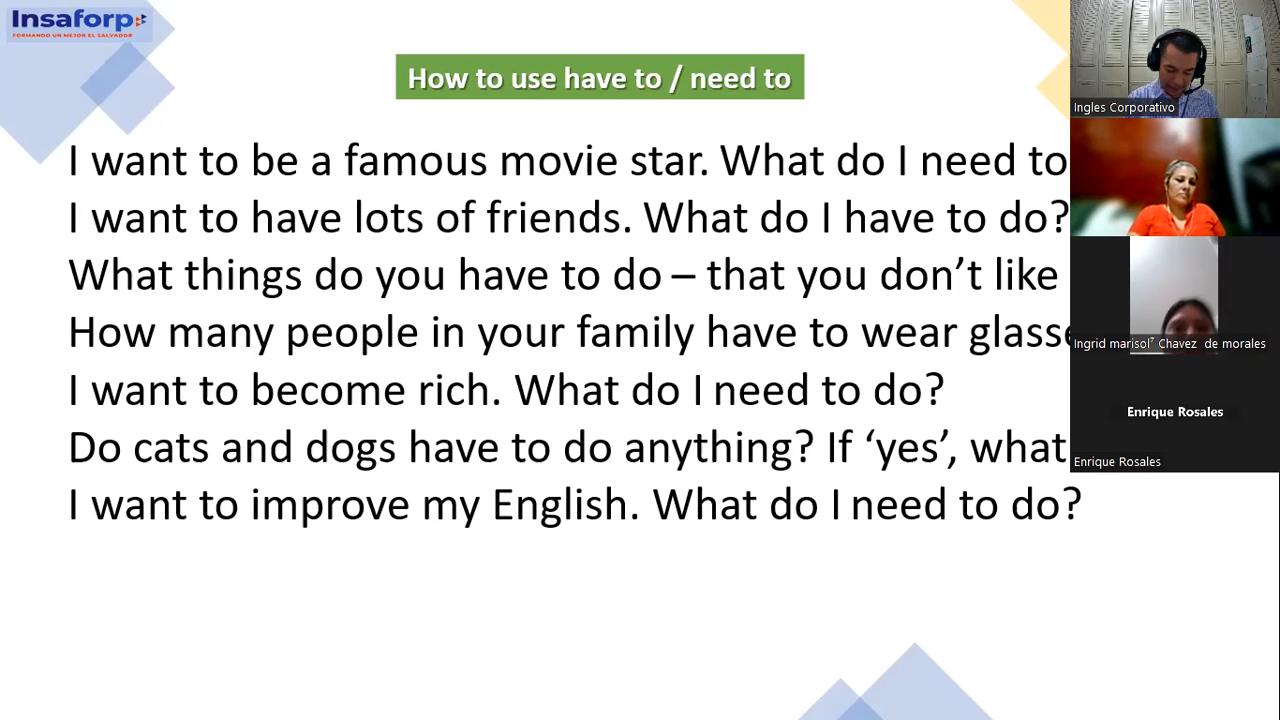 Insaforp
FORMANDO UN MEJOR EL SALVADOR
How to use have to / need to
I want to be a famous movie star. What do I need to
I want to have lots of friends. What do I have to do?
What things do you have to do – that you don’t like
How many people in your family have to wear glasse
I want to become rich. What do I need to do?
Do cats and dogs have to do anything? If ‘yes’, what
I want to improve my English. What do I need to do?
Ingles Corporativo
Ingrid marisol Chavez de morales
Enrique Rosales
Enrique Rosales